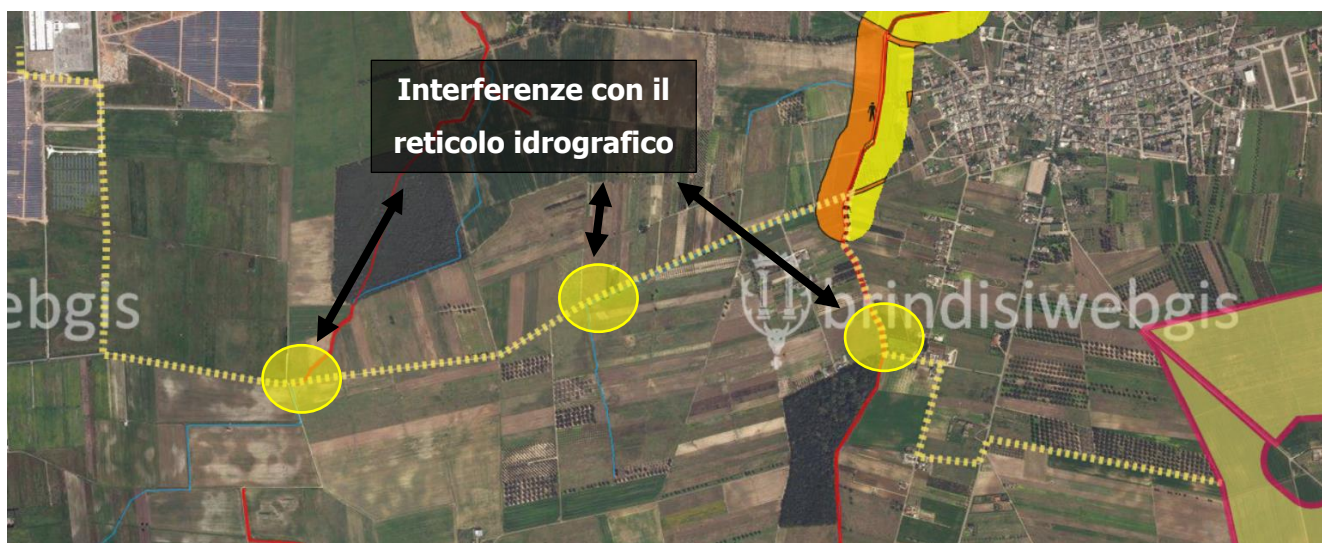 Interferenze con il
reticolo idrografico
ebgis
brindisiwebgis